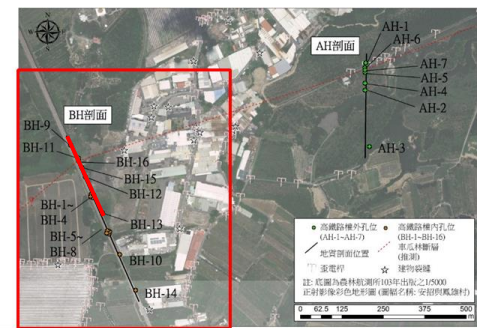 AH-1
AH-6
AH剖面
AH-7
AH-5
AH-4
AH-2
AH-3
BH剖面
BH-9
BH-11
BH-16
BH-15
BH-12
BH-1~
BH-4
BH-13
BH-5~
BH-8
BH-10
BH-14
高鐵路權外孔位
(AH-1~AH-7)
高鐵路權內孔位
(BH-1~BH-16)
地質剖面位置
車瓜林斷層
(推測)
歪電桿
建物裂縫
註: 底圖為農林航測所103年出版之1/5000
正射影像彩色地形圖 (圖幅名稱: 安招與鳳雄村)
0 62.5 125 250 375 500
m